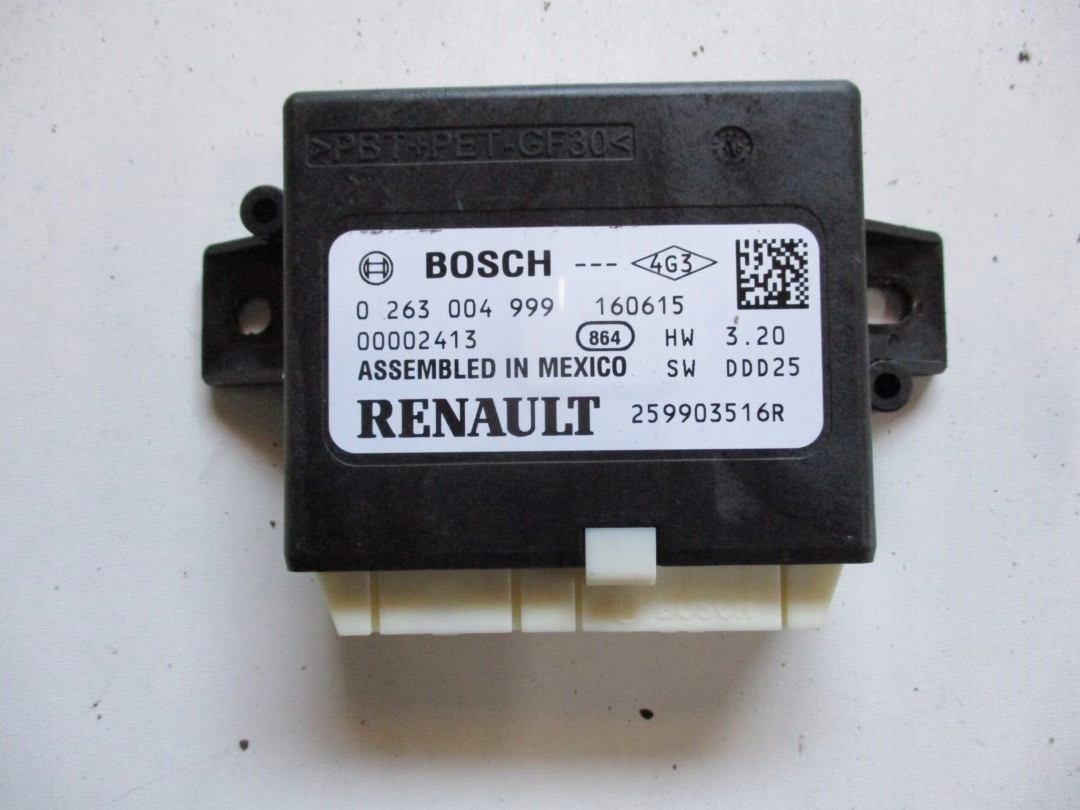 >PBT+PET-GF30<
BOSCH --- 4G3
0 263 004 999 160615
00002413 864 HW 3.20
ASSEMBLED IN MEXICO SW DDD25
RENAULT 259903516R
BOSCH